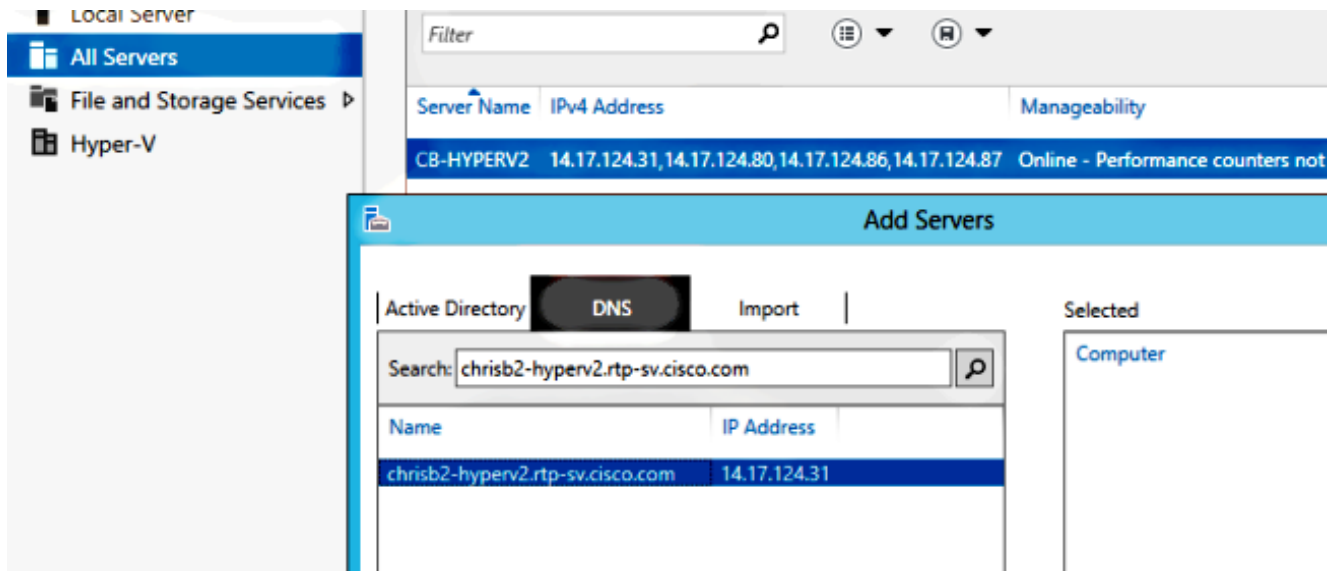 Local Server
All Servers
File and Storage Services
Hyper-V
Filter
Server Name IPv4 Address Manageability
CB-HYPERV2 14.17.124.31,14.17.124.80,14.17.124.86,14.17.124.87 Online - Performance counters not
Add Servers
Active Directory DNS Import
Search: chrisb2-hyperv2.rtp-sv.cisco.com
Name IP Address
chrisb2-hyperv2.rtp-sv.cisco.com 14.17.124.31
Selected
Computer